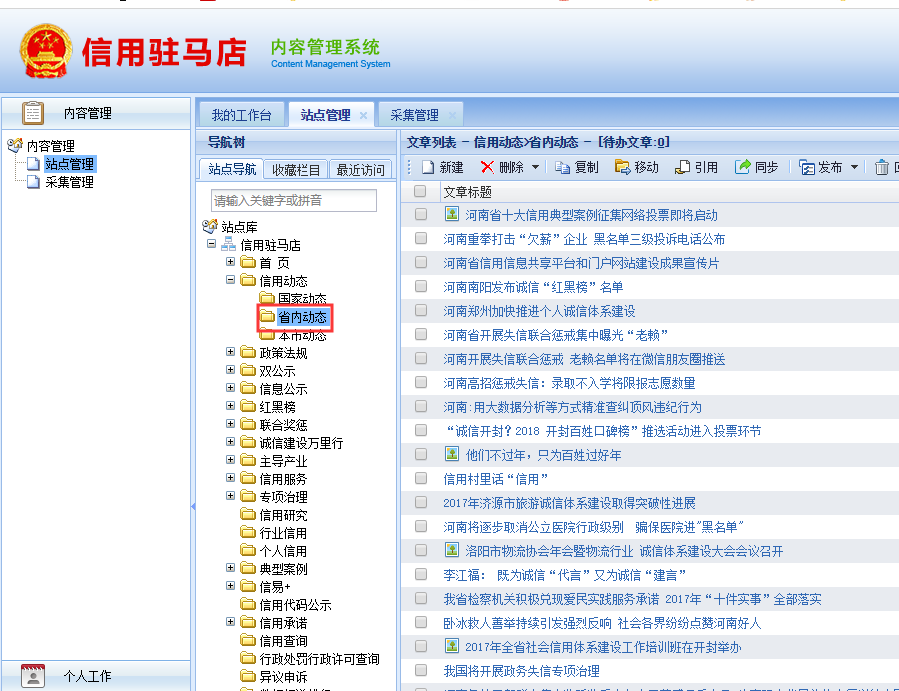 信用驻马店
内容管理系统
Content Management System
内容管理
内容管理
站点管理
采集管理
个人工作
我的工作台 站点管理 采集管理
导航树
站点导航 收藏栏目 最近访问
请输入关键字或拼音
站点库
信用驻马店
首 页
信用动态
国家动态
省内动态
本市动态
政策法规
双公示
信息公示
红黑榜
联合奖惩
诚信建设万里行
主导产业
信用服务
专项治理
信用研究
行业信用
个人信用
典型案例
信易+
信用代码公示
信用承诺
信用查询
行政处罚行政许可查询
异议申诉
文章列表 - 信用动态>省内动态 - [待办文章:0]
新建 删除 复制 移动 引用 同步 发布
文章标题
河南省十大信用典型案例征集网络投票即将启动
河南重拳打击“欠薪”企业 黑名单三级投诉电话公布
河南省信用信息共享平台和门户网站建设成果宣传片
河南南阳发布诚信“红黑榜”名单
河南郑州加快推进个人诚信体系建设
河南省开展失信联合惩戒集中曝光“老赖”
河南开展失信联合惩戒 老赖名单将在微信朋友圈推送
河南高招惩戒失信：录取不入学将限报志愿数量
河南:用大数据分析等方式精准查纠顶风违纪行为
“诚信开封？2018 开封百姓口碑榜”推选活动进入投票环节
他们不过年，只为百姓过好年
信用村里话“信用”
2017年济源市旅游诚信体系建设取得突破性进展
河南将逐步取消公立医院行政级别　骗保医院进"黑名单"
洛阳市物流协会年会暨物流行业 诚信体系建设大会会议召开
李江福： 既为诚信“代言”又为诚信“建言”
我省检察机关积极兑现爱民实践服务承诺 2017年“十件实事”全部落实
卧冰救人善举持续引发强烈反响 社会各界纷纷点赞河南好人
2017年全省社会信用体系建设工作培训班在开封举办
我国将开展政务失信专项治理